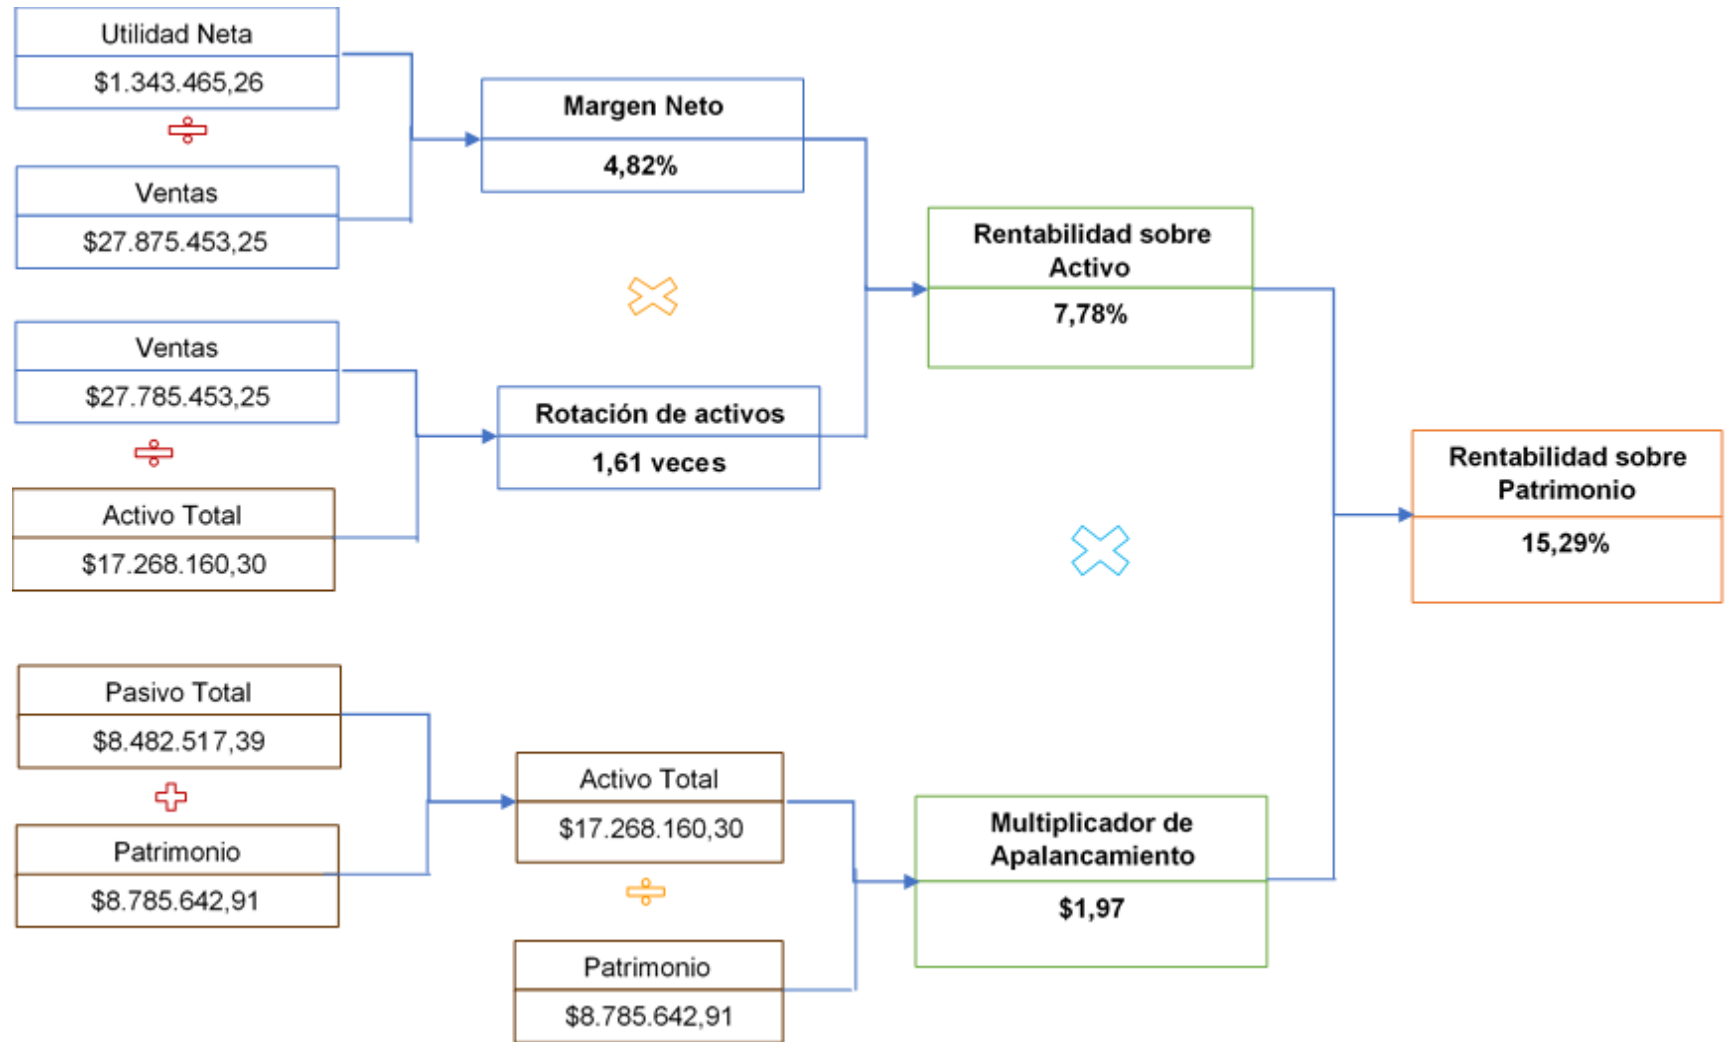 Utilidad Neta
$1.343.465,26
Ventas
$27.875.453,25
Margen Neto
4,82%
Ventas
$27.785.453,25
Activo Total
$17.268.160,30
Rotación de activos
1,61 veces
Rentabilidad sobre
Activo
7,78%
Pasivo Total
$8.482.517,39
Patrimonio
$8.785.642,91
Activo Total
$17.268.160,30
Patrimonio
$8.785.642,91
Multiplicador de
Apalancamiento
$1,97
Rentabilidad sobre
Patrimonio
15,29%